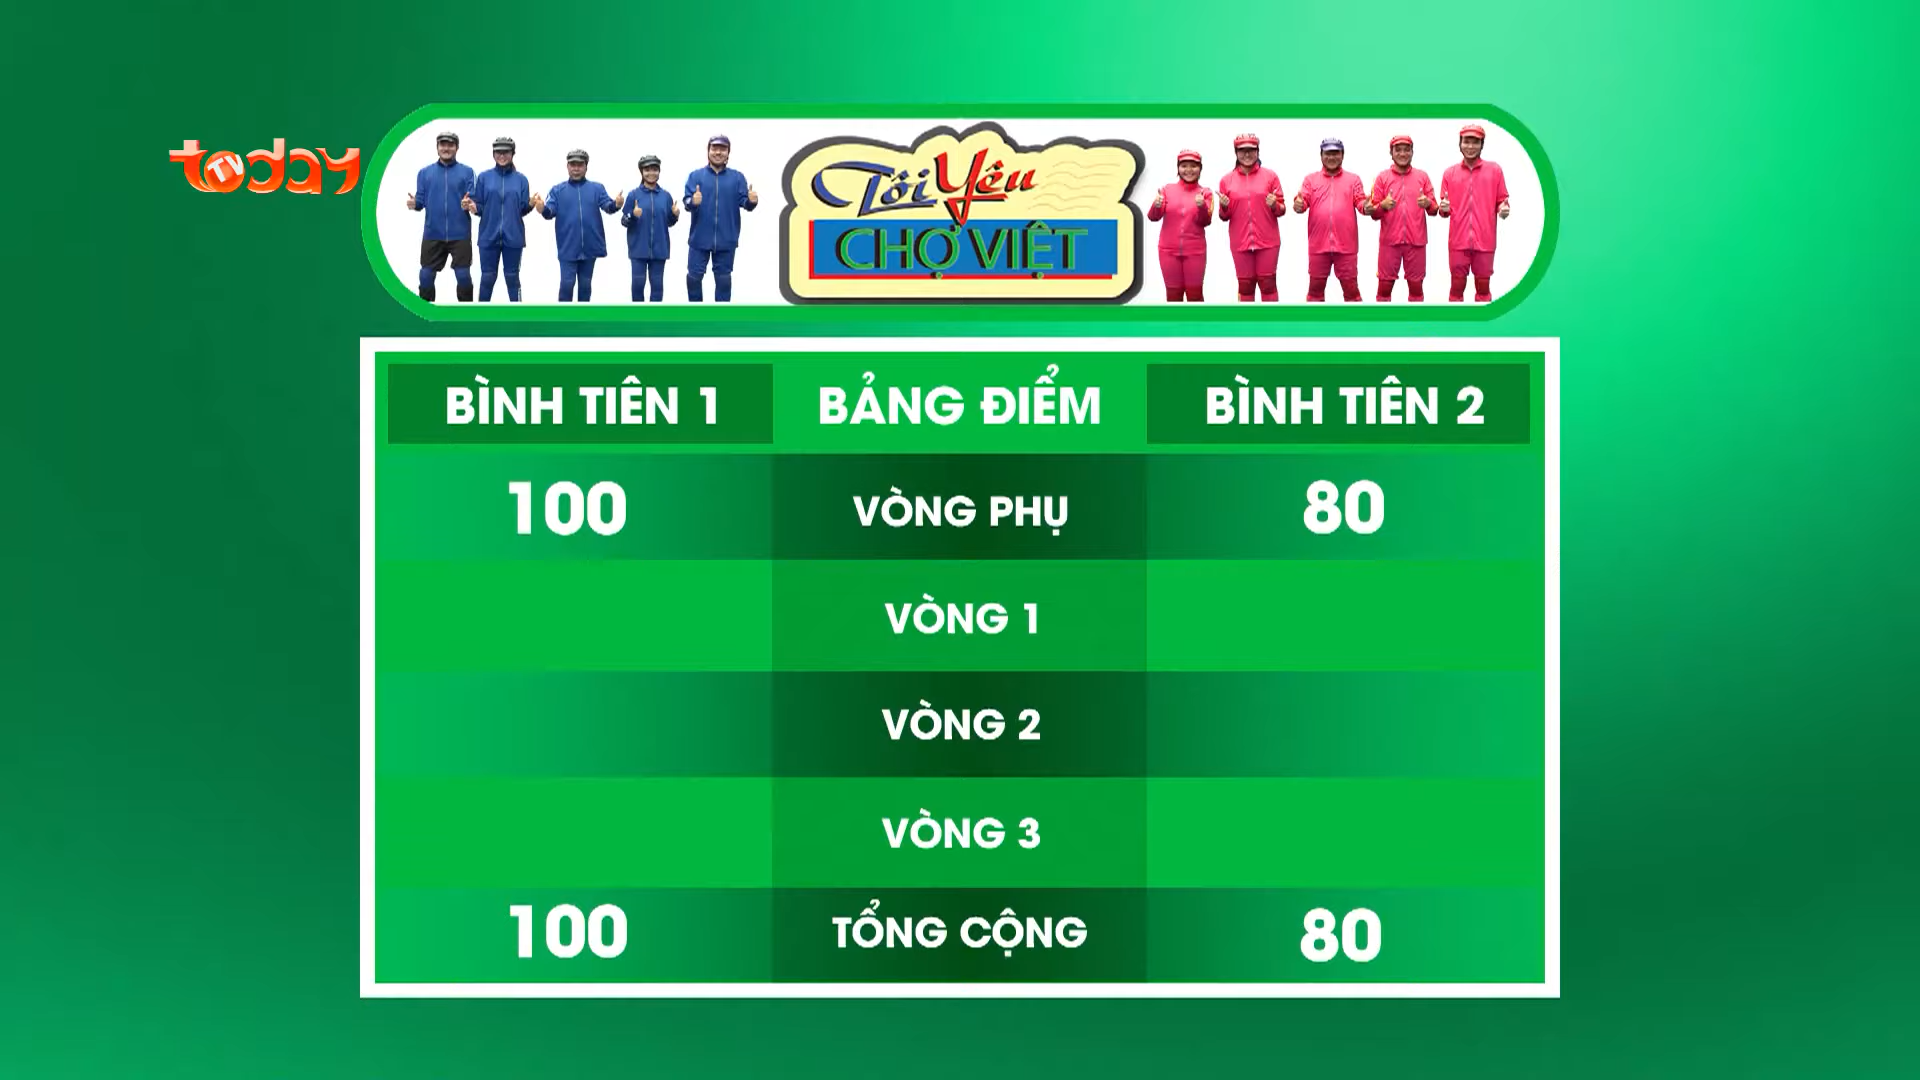 today
TV
Tôi Yêu
CHỢ VIỆT
BÌNH TIÊN 1 BẢNG ĐIỂM BÌNH TIÊN 2
100 VÒNG PHỤ 80
VÒNG 1
VÒNG 2
VÒNG 3
100 TỔNG CỘNG 80